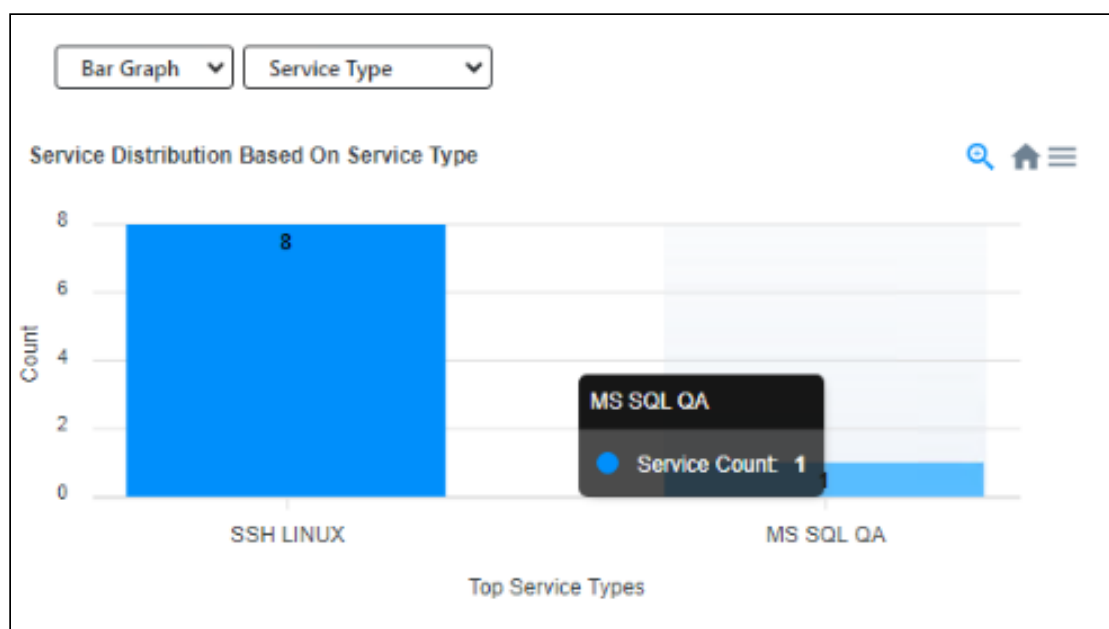 Bar Graph
Service Type
Service Distribution Based On Service Type
8
8
6
4
2
0
Count
MS SQL QA
Service Count: 1
1
SSH LINUX
MS SQL QA
Top Service Types